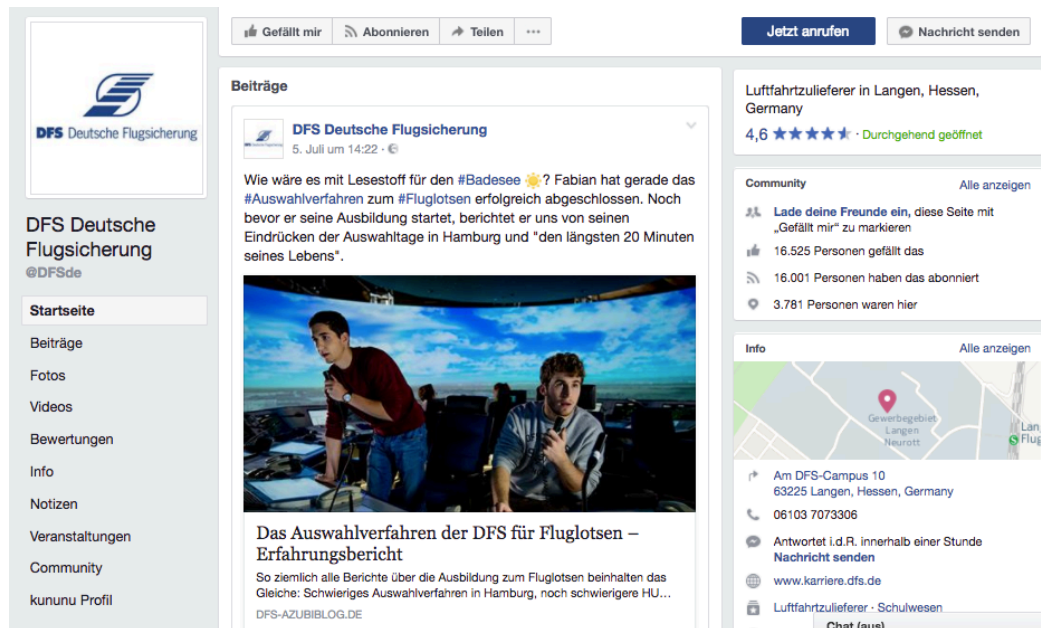 DFS Deutsche Flugsicherung
DFS Deutsche
Flugsicherung
@DFSde
Startseite
Beiträge
Fotos
Videos
Bewertungen
Info
Notizen
Veranstaltungen
Community
kununu Profil
Gefällt mir
Abonnieren
Teilen
...
Jetzt anrufen
Nachricht senden
Beiträge
DFS Deutsche Flugsicherung
5. Juli um 14:22 ·
Wie wäre es mit Lesestoff für den #Badesee ☀️? Fabian hat gerade das
#Auswahlverfahren zum #Fluglotsen erfolgreich abgeschlossen. Noch
bevor er seine Ausbildung startet, berichtet er uns von seinen
Eindrücken der Auswahltage in Hamburg und "den längsten 20 Minuten
seines Lebens".
Das Auswahlverfahren der DFS für Fluglotsen –
Erfahrungsbericht
So ziemlich alle Berichte über die Ausbildung zum Fluglotsen beinhalten das
Gleiche: Schwieriges Auswahlverfahren in Hamburg, noch schwierigere HU...
DFS-AZUBIBLOG.DE
Luftfahrtzulieferer in Langen, Hessen,
Germany
4,6 ★★★★★ · Durchgehend geöffnet
Community
Alle anzeigen
Lade deine Freunde ein, diese Seite mit
„Gefällt mir" zu markieren
16.525 Personen gefällt das
16.001 Personen haben das abonniert
3.781 Personen waren hier
Info
Alle anzeigen
Gewerbegebiet
Langen
Neurott
Lan
Flug
Am DFS-Campus 10
63225 Langen, Hessen, Germany
06103 7073306
Antwortet i.d.R. innerhalb einer Stunde
Nachricht senden
www.karriere.dfs.de
Luftfahrtzulieferer · Schulwesen
Chat (aus)